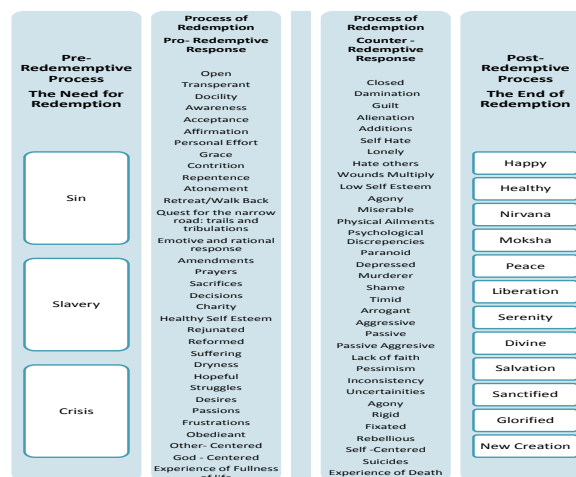 Pre-
Redememptive
Process
The Need for
Redemption
Sin
Slavery
Crisis
Process of
Redemption
Pro- Redemptive
Response
Open
Transperant
Docility
Awareness
Acceptance
Affirmation
Personal Effort
Grace
Contrition
Repentence
Atonement
Retreat/Walk Back
Quest for the narrow
road: trails and
tribulations
Emotive and rational
response
Amendments
Prayers
Sacrifices
Decisions
Charity
Healthy Self Esteem
Rejunated
Reformed
Suffering
Dryness
Hopeful
Struggles
Desires
Passions
Frustrations
Obedieant
Other- Centered
God - Centered
Experience of Fullness
of life
Process of
Redemption
Counter -
Redemptive
Response
Closed
Damination
Guilt
Alienation
Additions
Self Hate
Lonely
Hate others
Wounds Multiply
Low Self Esteem
Agony
Miserable
Physical Ailments
Psychological
Discrepencies
Paranoid
Depressed
Murderer
Shame
Timid
Arrogant
Aggressive
Passive
Passive Aggresive
Lack of faith
Pessimism
Inconsistency
Uncertainities
Agony
Rigid
Fixated
Rebellious
Self -Centered
Suicides
Experience of Death
Post-
Redemptive
Process
The End of
Redemption
Happy
Healthy
Nirvana
Moksha
Peace
Liberation
Serenity
Divine
Salvation
Sanctified
Glorified
New Creation